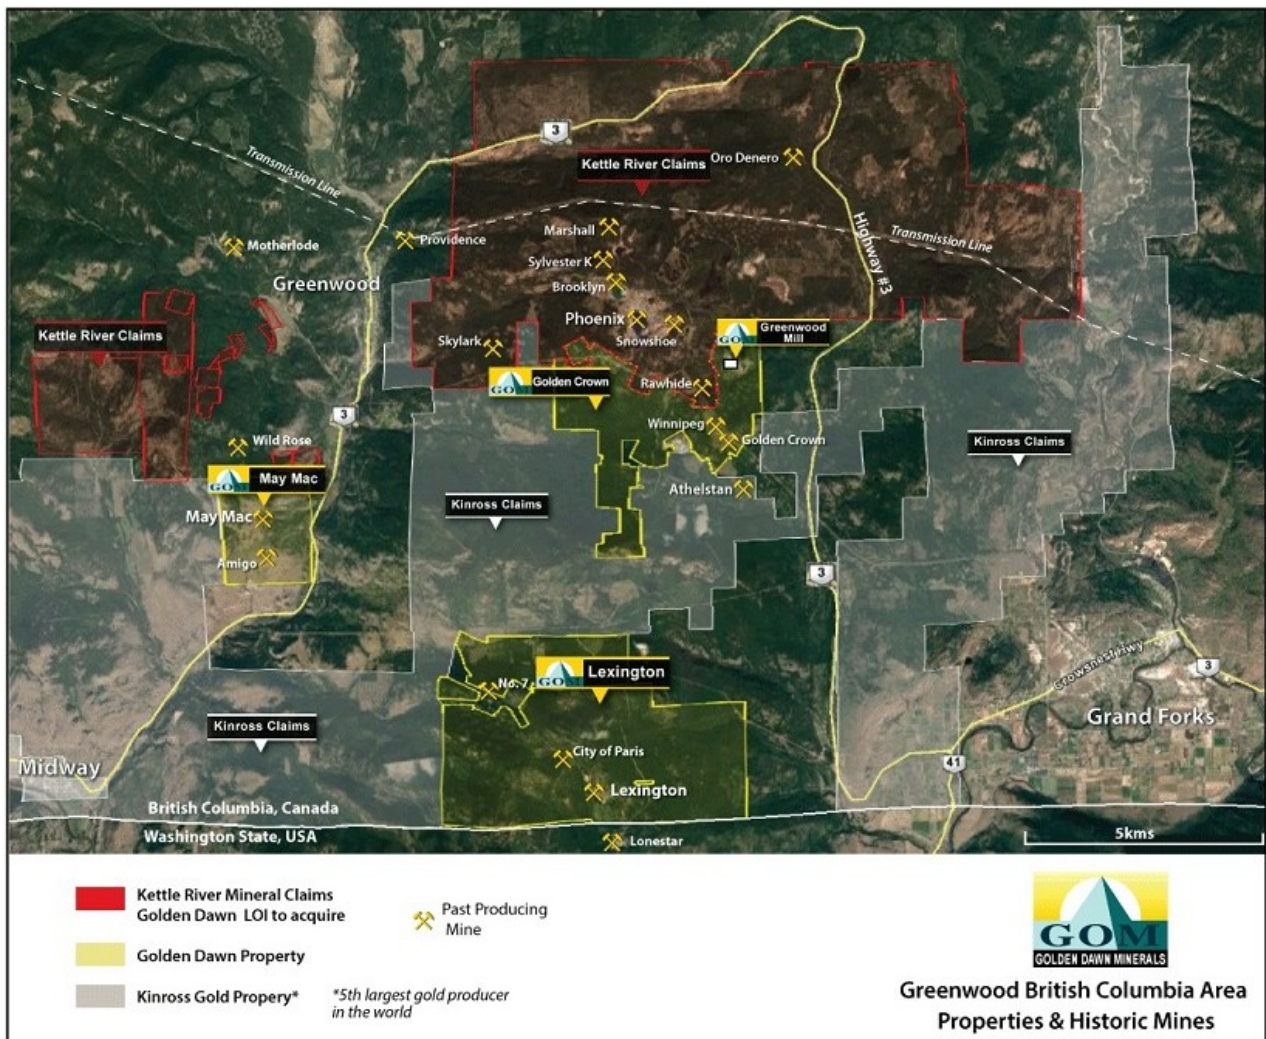 3
Kettle River Claims
Oro Denero
Transmission Line
Marshall
Providence
Motherlode
Highway #3
Transmission Line
Sylvester K
Greenwood
Brooklyn
Phoenix
Kettle River Claims
Skylark
Snowshoe
GOM
Greenwood
Mill
GOM
Golden Crown
Rawhide
3
Winnipeg
Wild Rose
Golden Crown
Kinross Claims
GOM
May Mac
Athelstan
Kinross Claims
May Mac
Amigo
3
Crowsnest Hwy
3
GOM
Lexington
No. 7
Grand Forks
Kinross Claims
City of Paris
Midway
41
Lexington
British Columbia, Canada
Washington State, USA
Lonestar
5kms
Kettle River Mineral Claims
Golden Dawn LOI to acquire
Past Producing
Mine
Golden Dawn Property
Kinross Gold Propery*
*5th largest gold producer
in the world
GOM
GOLDEN DAWN MINERALS
Greenwood British Columbia Area
Properties & Historic Mines